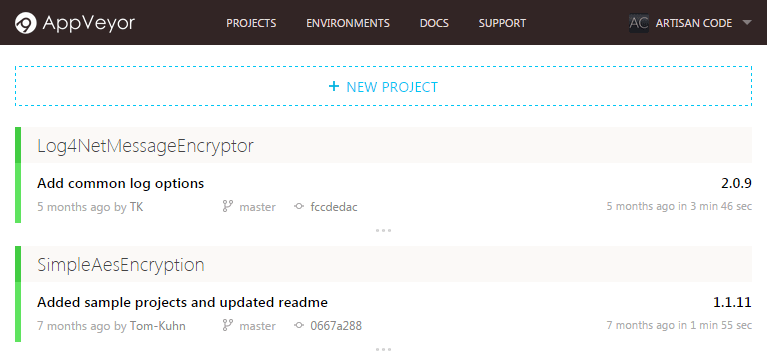 AppVeyor PROJECTS ENVIRONMENTS DOCS SUPPORT AC ARTISAN CODE
+ NEW PROJECT
Log4NetMessageEncryptor
Add common log options 2.0.9
5 months ago by TK master fccdedac 5 months ago in 3 min 46 sec
SimpleAesEncryption
Added sample projects and updated readme 1.1.11
7 months ago by Tom-Kuhn master 0667a288 7 months ago in 1 min 55 sec